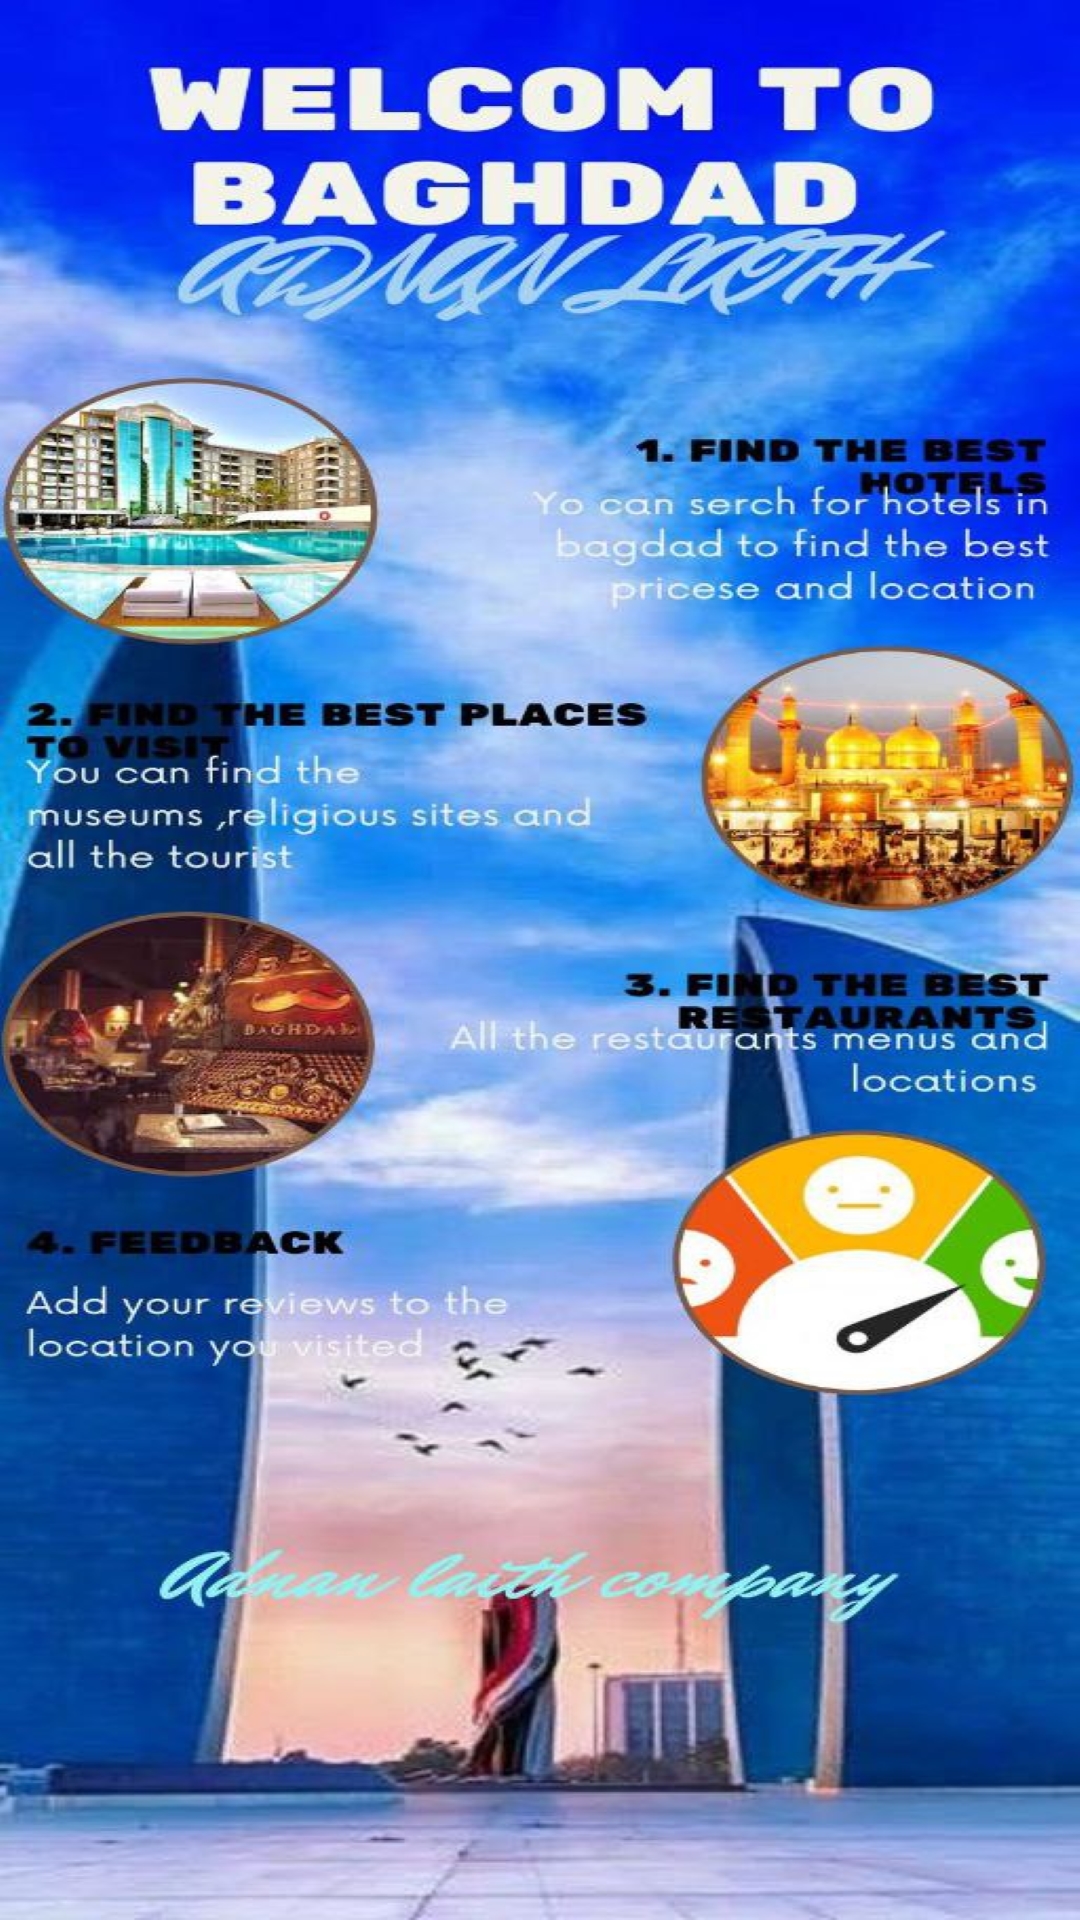 WELCOM TO
BAGHDAD
ADNAN LAITH
1. FIND THE BEST
HOTELS
Yo can serch for hotels in
bagdad to find the best
pricese and location
2. FIND THE BEST PLACES
TO VISIT
You can find the
museums ,religious sites and
all the tourist
BAGHDAD
3. FIND THE BEST
RESTAURANTS
All the restaurants menus and
locations
4. FEEDBACK
Add your reviews to the
location you visited
Adnan laith company